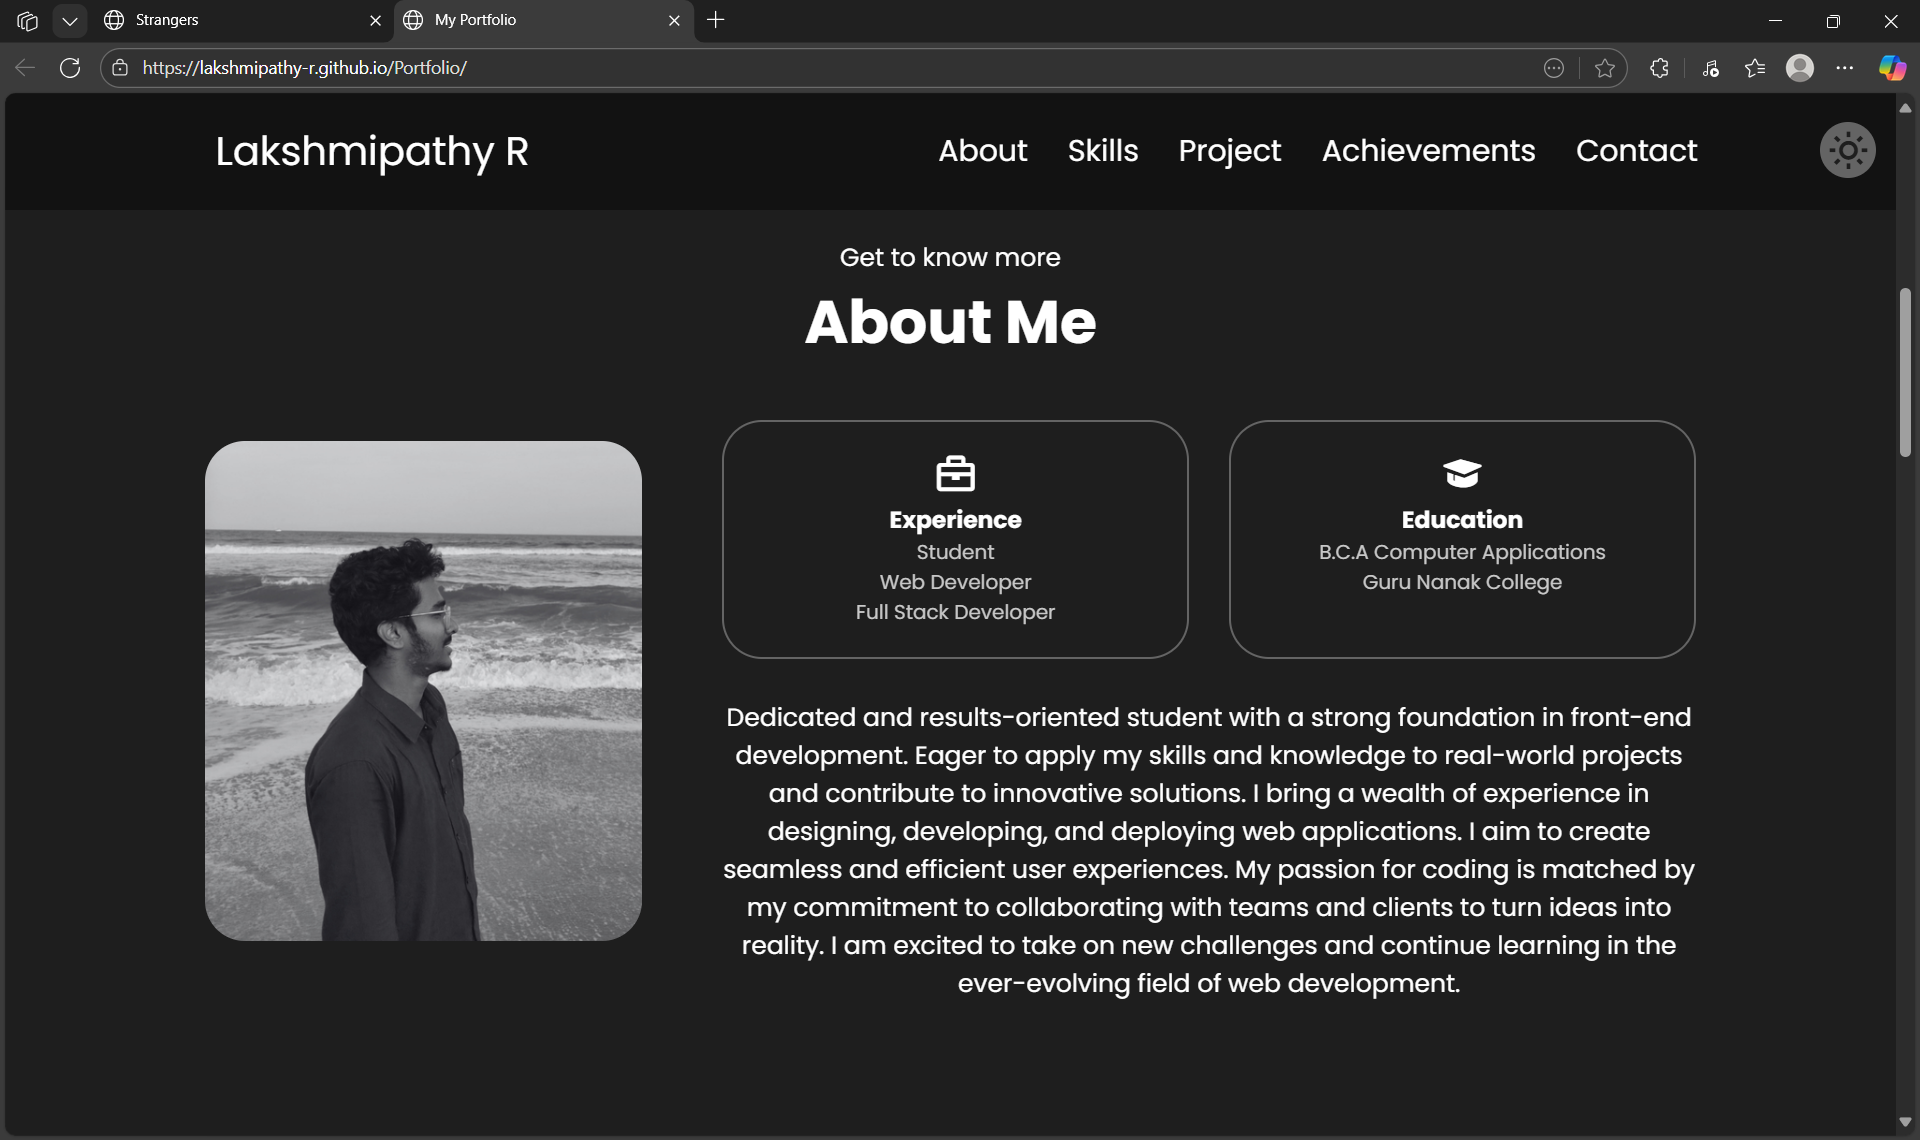 Strangers
My Portfolio
https://lakshmipathy-r.github.io/Portfolio/
Lakshmipathy R
About
Skills
Project
Achievements
Contact
Get to know more
About Me
Experience
Student
Web Developer
Full Stack Developer
Education
B.C.A Computer Applications
Guru Nanak College
Dedicated and results-oriented student with a strong foundation in front-end
development. Eager to apply my skills and knowledge to real-world projects
and contribute to innovative solutions. I bring a wealth of experience in
designing, developing, and deploying web applications. I aim to create
seamless and efficient user experiences. My passion for coding is matched by
my commitment to collaborating with teams and clients to turn ideas into
reality. I am excited to take on new challenges and continue learning in the
ever-evolving field of web development.